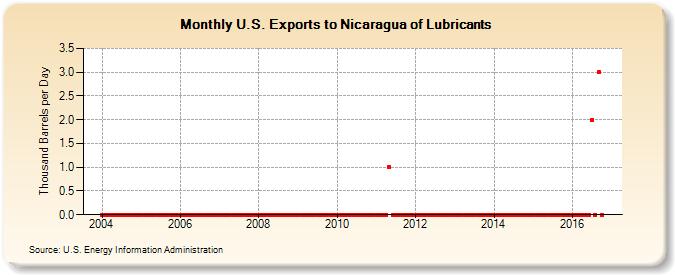 Monthly U.S. Exports to Nicaragua of Lubricants
Thousand Barrels per Day
3.5
3.0
2.5
2.0
1.5
1.0
0.5
0.0
2004 2006 2008 2010 2012 2014 2016
Source: U.S. Energy Information Administration